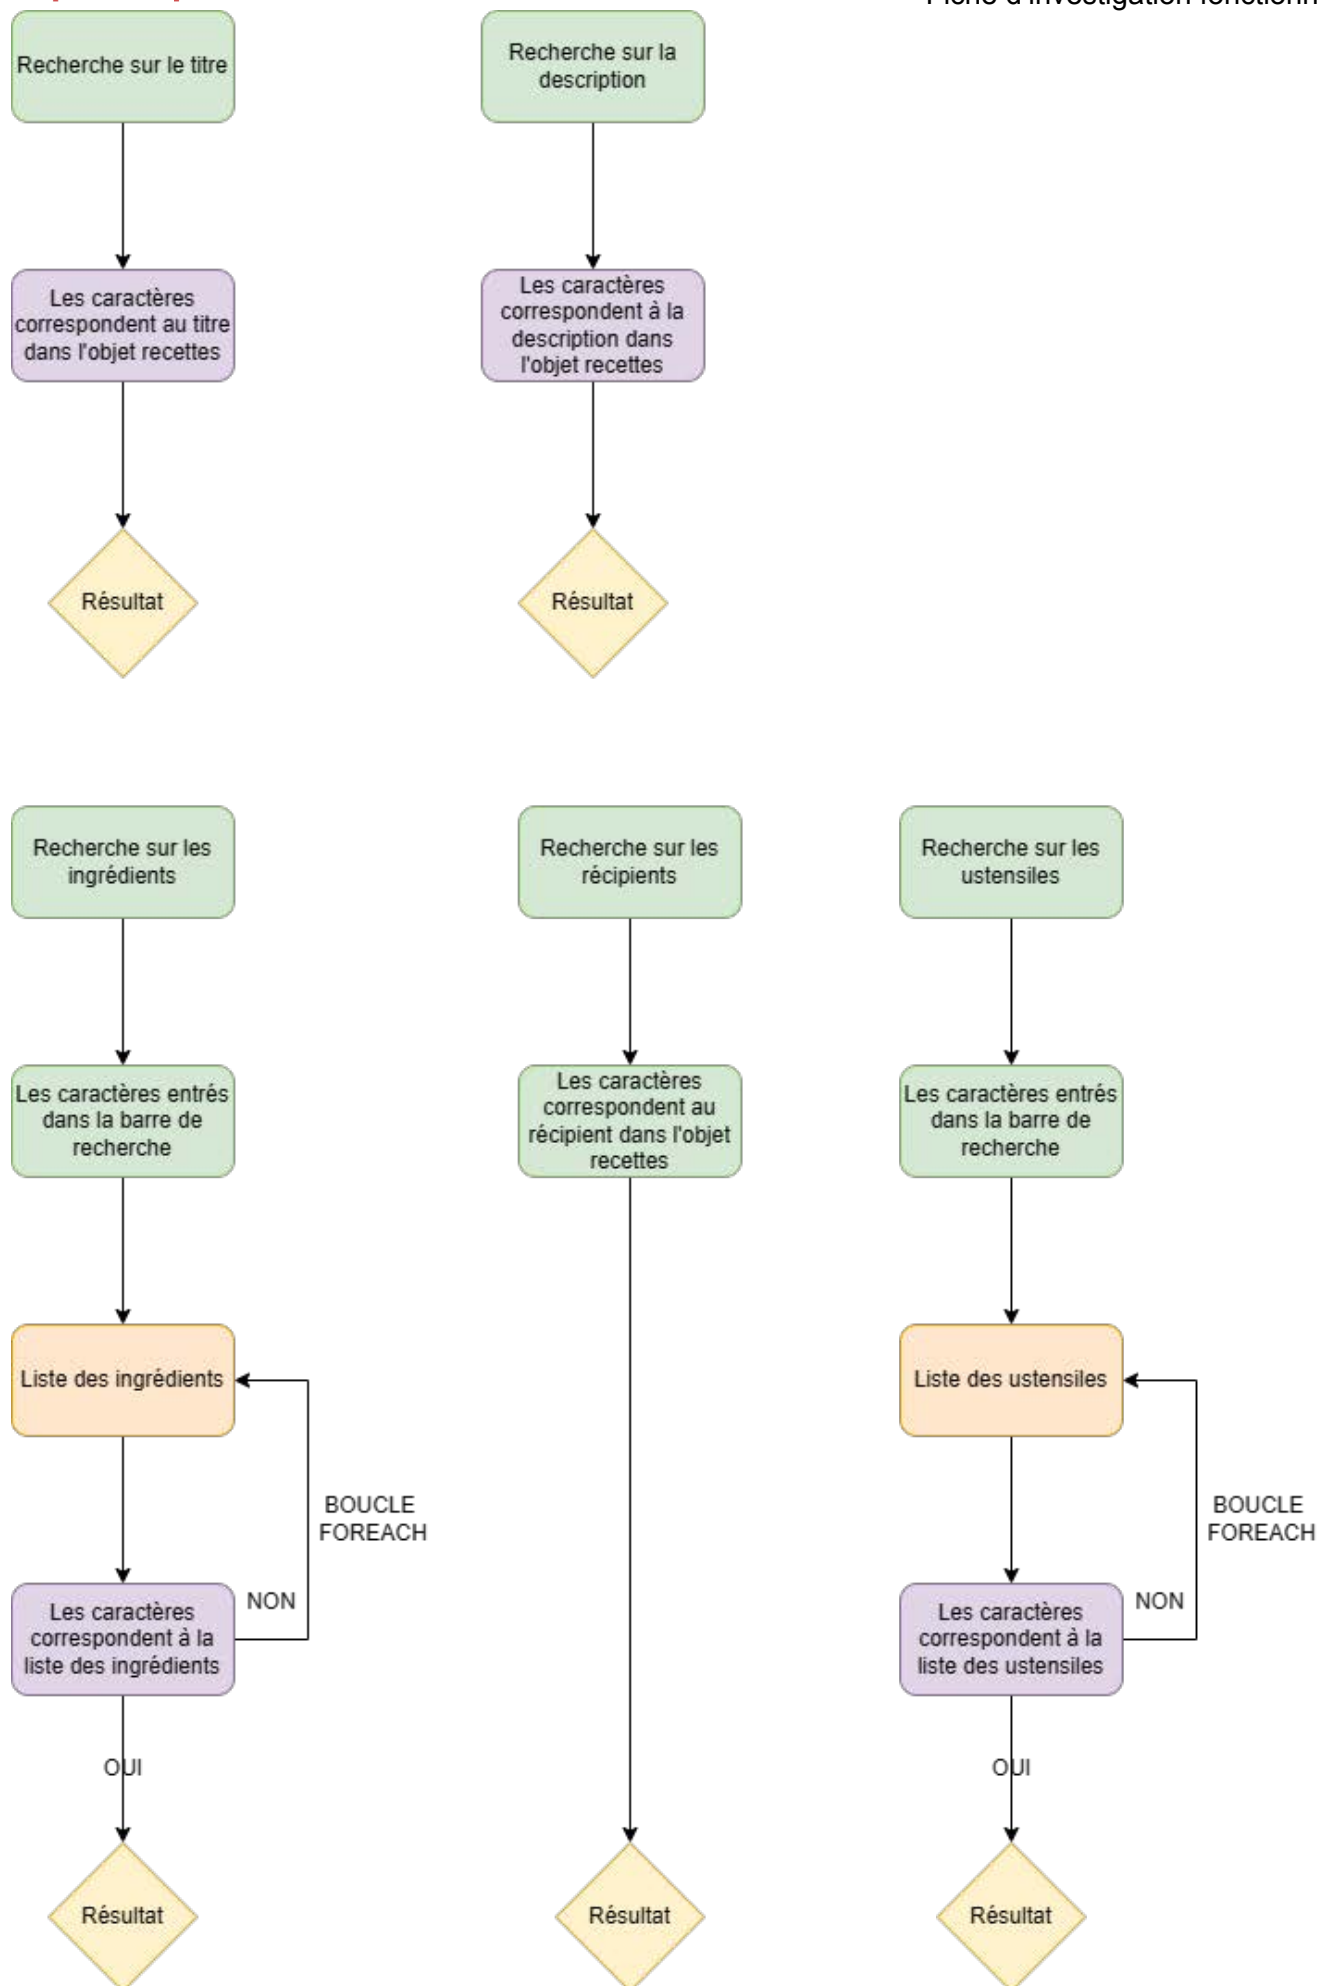 Recherche sur le titre
Recherche sur la
description
Les caractères
correspondent au titre
dans l'objet recettes
Les caractères
correspondent à la
description dans
l'objet recettes
Résultat
Résultat
Recherche sur les
ingrédients
Recherche sur les
récipients
Recherche sur les
ustensiles
Les caractères entrés
dans la barre de
recherche
Les caractères
correspondent au
récipient dans l'objet
recettes
Les caractères entrés
dans la barre de
recherche
Liste des ingrédients
Liste des ustensiles
BOUCLE
FOREACH
BOUCLE
FOREACH
Les caractères
correspondent à la
liste des ingrédients
NON
Les caractères
correspondent à la
liste des ustensiles
NON
OUI
OUI
Résultat
Résultat
Résultat